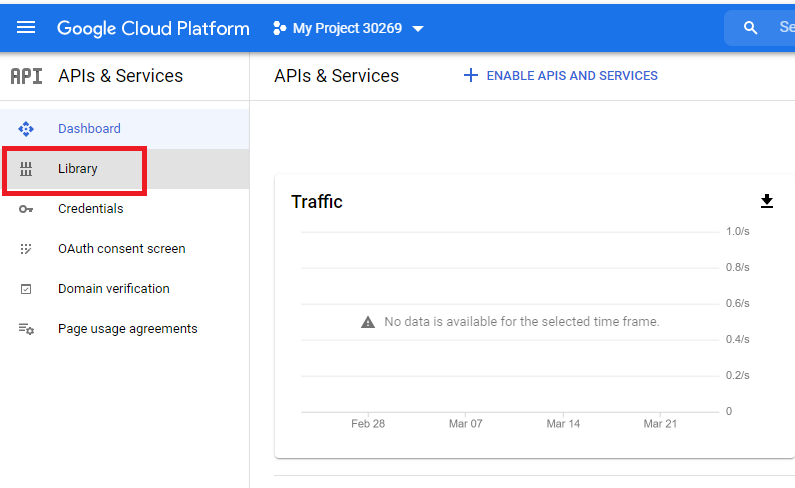 Google Cloud Platform
My Project 30269
Se
API
APIs & Services
APIs & Services
ENABLE APIS AND SERVICES
Dashboard
Library
Credentials
OAuth consent screen
Domain verification
Page usage agreements
Traffic
1.0/s
0.8/s
0.6/s
No data is available for the selected time frame.
0.4/s
0.2/s
0
Feb 28
Mar 07
Mar 14
Mar 21